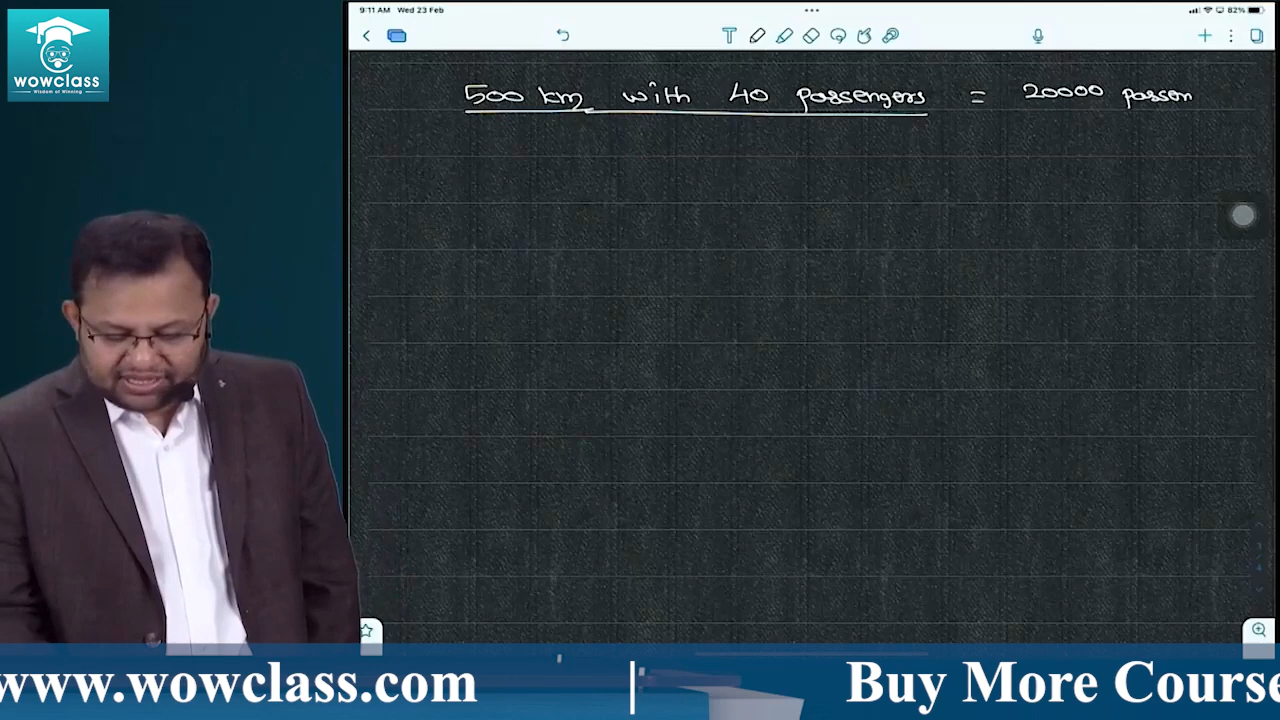 9:11 AM Wed 23 Feb
82%
wowclass
Wisdom of Winning
500 km with 40 passengers = 20000 passen
www.wowclass.com | Buy More Course